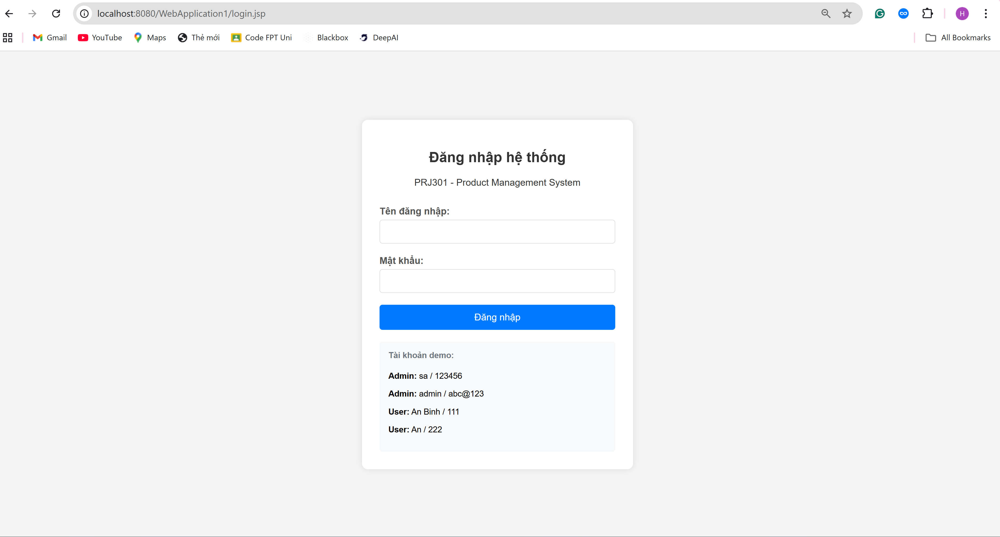 localhost:8080/WebApplication1/login.jsp
H
Gmail YouTube Maps Thẻ mới Code FPT Uni Blackbox DeepAI All Bookmarks
Đăng nhập hệ thống
PRJ301 - Product Management System
Tên đăng nhập:
Mật khẩu:
Đăng nhập
Tài khoản demo:
Admin: sa / 123456
Admin: admin / abc@123
User: An Binh / 111
User: An / 222